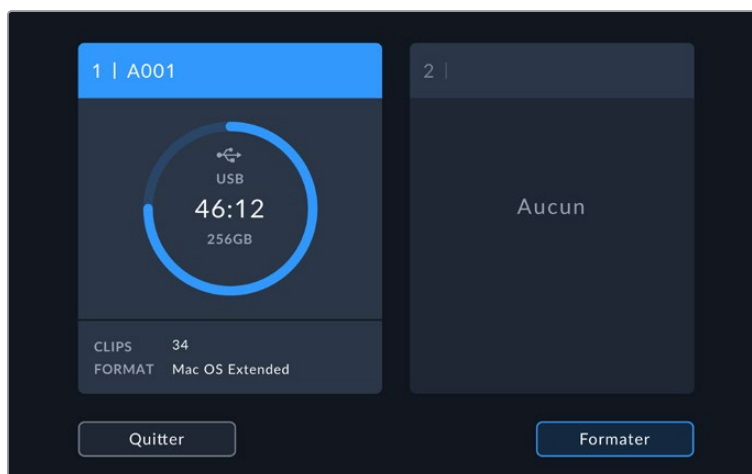 1 | A001
USB
46:12
256GB
CLIPS 34
FORMAT Mac OS Extended
2 |
Aucun
Quitter
Formater